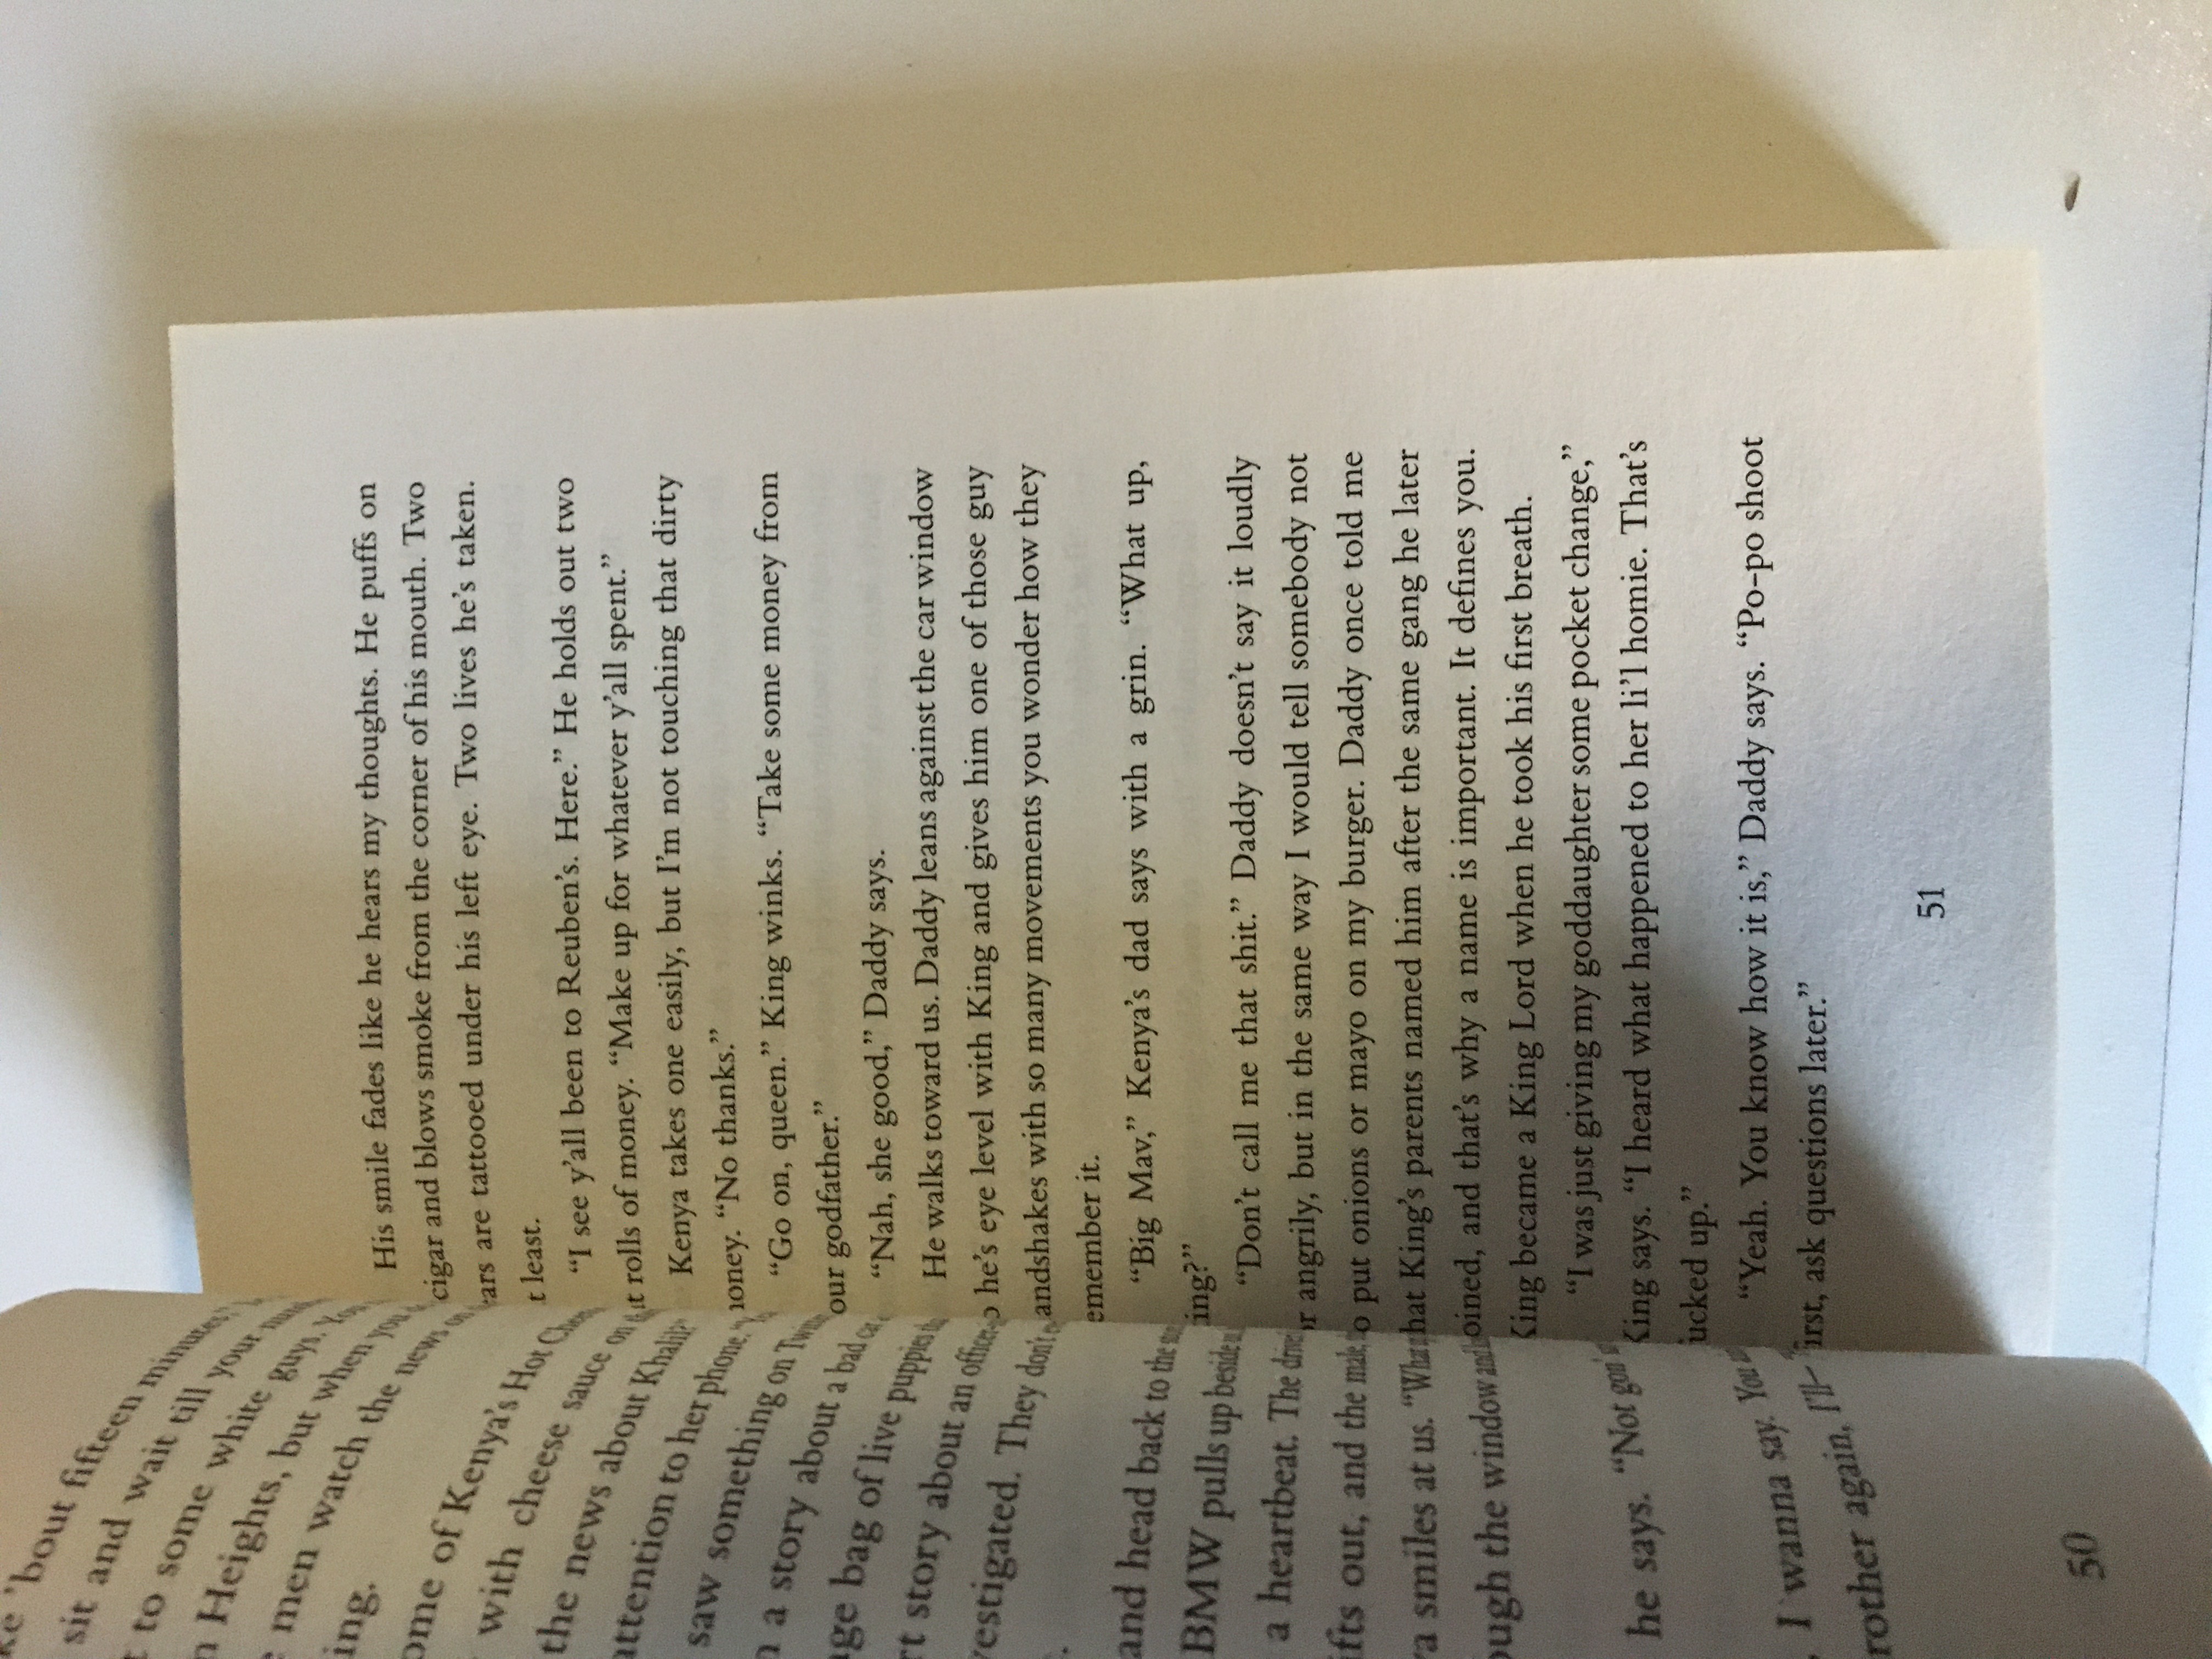 'bout fifteen minutes
sit and wait till your
to some white guys. You
Heights, but when you
men watch the news on
ing.
ome of Kenya's Hot
with cheese sauce on
the news about Khalil?"
attention to her phone.
saw something on
a story about a bad
age bag of live puppies
rt story about an officer
vestigated. They don't
and head back to the
BMW pulls up beside
a heartbeat. The
ifts out, and the male
a smiles at us.
ough the window and
he says. "Not gon'
I wanna say. You
rother again, I'll—
50
His smile fades like he hears my thoughts. He puffs on
cigar and blows smoke from the corner of his mouth. Two
ears are tattooed under his left eye. Two lives he's taken.
t least.
"I see y'all been to Reuben's. Here." He holds out two
t rolls of money. "Make up for whatever y'all spent."
Kenya takes one easily, but I'm not touching that dirty
oney. "No thanks."
"Go on, queen." King winks. "Take some money from
our godfather."
"Nah, she good," Daddy says.
He walks toward us. Daddy leans against the car window
o he's eye level with King and gives him one of those guy
andshakes with so many movements you wonder how they
emember it.
"Big Mav," Kenya's dad says with a grin. "What up,
ing?"
"Don't call me that shit." Daddy doesn't say it loudly
r angrily, but in the same way I would tell somebody not
o put onions or mayo on my burger. Daddy once told me
hat King's parents named him after the same gang he later
oined, and that's why a name is important. It defines you.
King became a King Lord when he took his first breath.
"I was just giving my goddaughter some pocket change,"
King says. "I heard what happened to her li'l homie. That's
ucked up."
"Yeah. You know how it is," Daddy says. "Po-po shoot
irst, ask questions later."
51